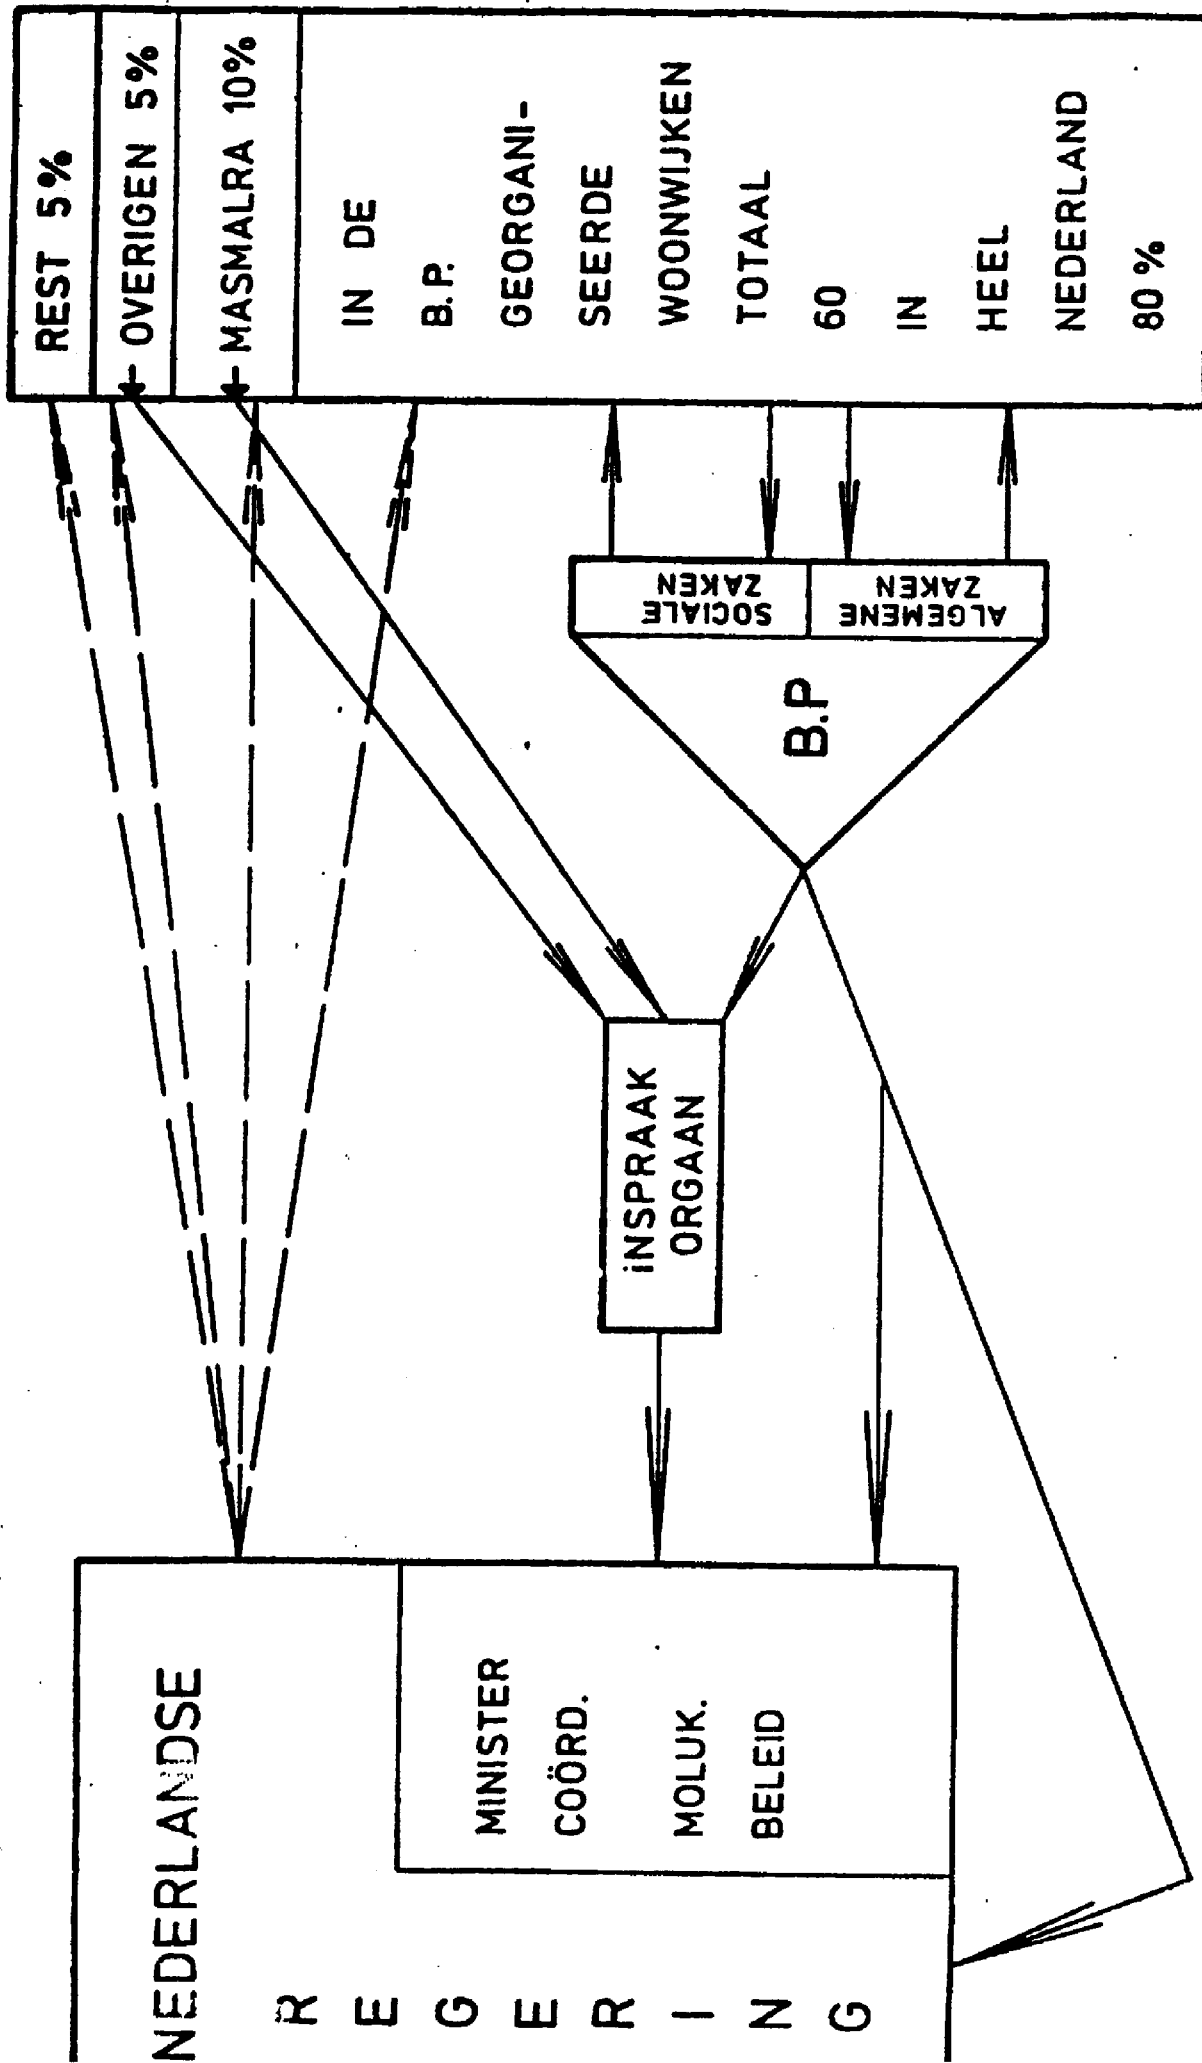 REST 5%
OVERIGEN 5%
MASMALRA 10%
IN DE
B.P.
GEORGANI-
SEERDE
WOONWIJKEN
TOTAAL
60
IN
HEEL
NEDERLAND
80 %
SOCIALE
ZAKEN
ALGEMENE
ZAKEN
B.P
iNSPRAAK
ORGAAN
NEDERLANDSE
REGERING
MINISTER
COÖRD.
MOLUK.
BELEID